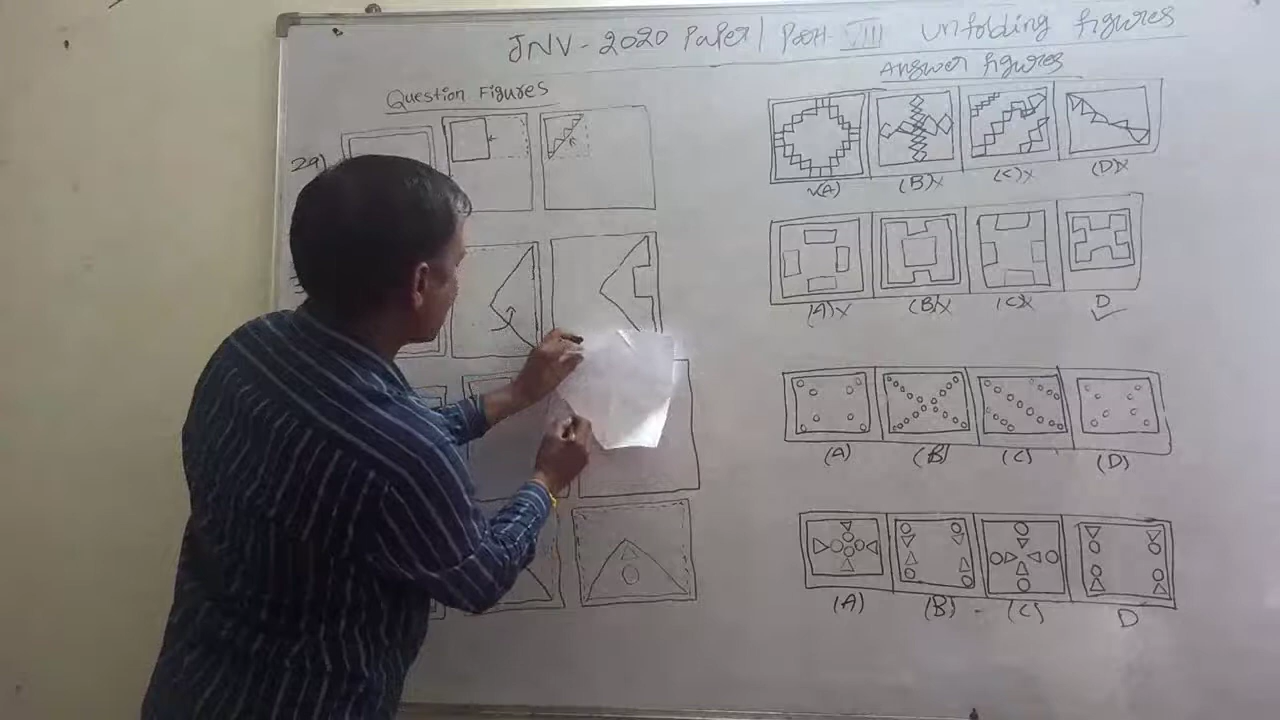 JNV - 2020 Paper | Part - VIII Unfolding figures
Question Figures
Answer figures
29)
(A) (B)x (C)x (D)x
(A)x (B)x (C)x D
(A) (B) (C) (D)
(A) (B) - (C) D